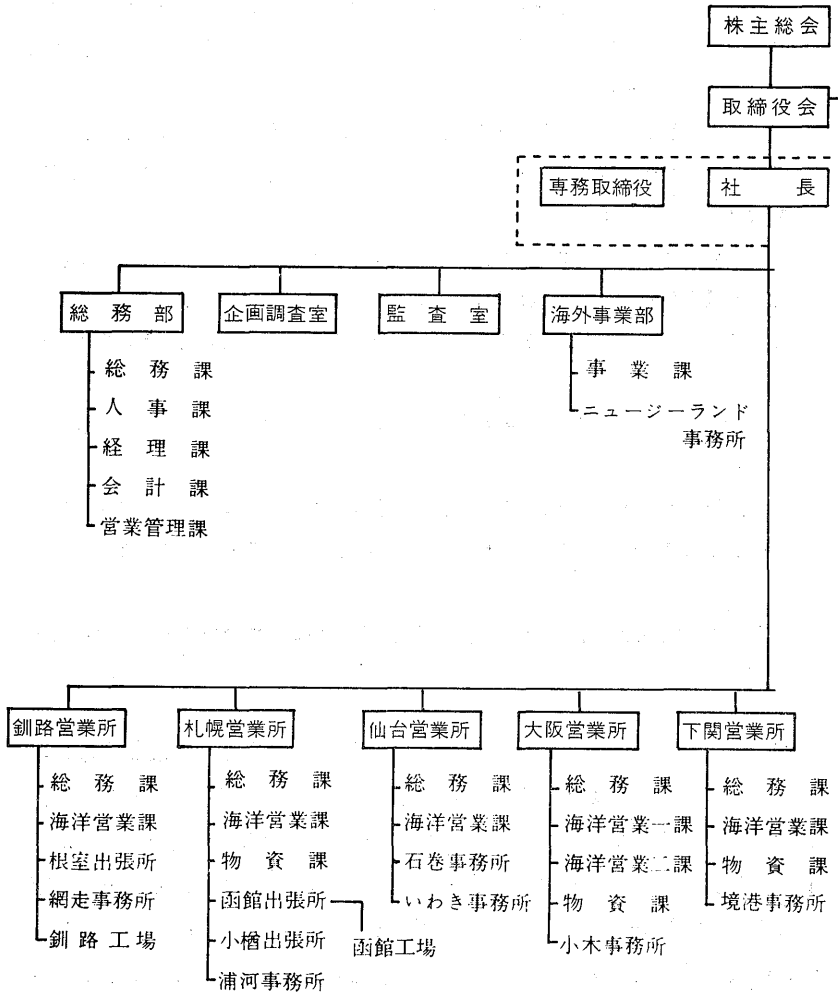 株主総会
取締役会
専務取締役
社長
総務部
総務課
人事課
経理課
会計課
営業管理課
企画調査室
監査室
海外事業部
事業課
ニュージーランド
事務所
釧路営業所
総務課
海洋営業課
根室出張所
網走事務所
釧路工場
札幌営業所
総務課
海洋営業課
物資課
函館出張所
函館工場
小樽出張所
浦河事務所
仙台営業所
総務課
海洋営業課
石巻事務所
いわき事務所
大阪営業所
総務課
海洋営業一課
海洋営業二課
物資課
小木事務所
下関営業所
総務課
海洋営業課
物資課
境港事務所